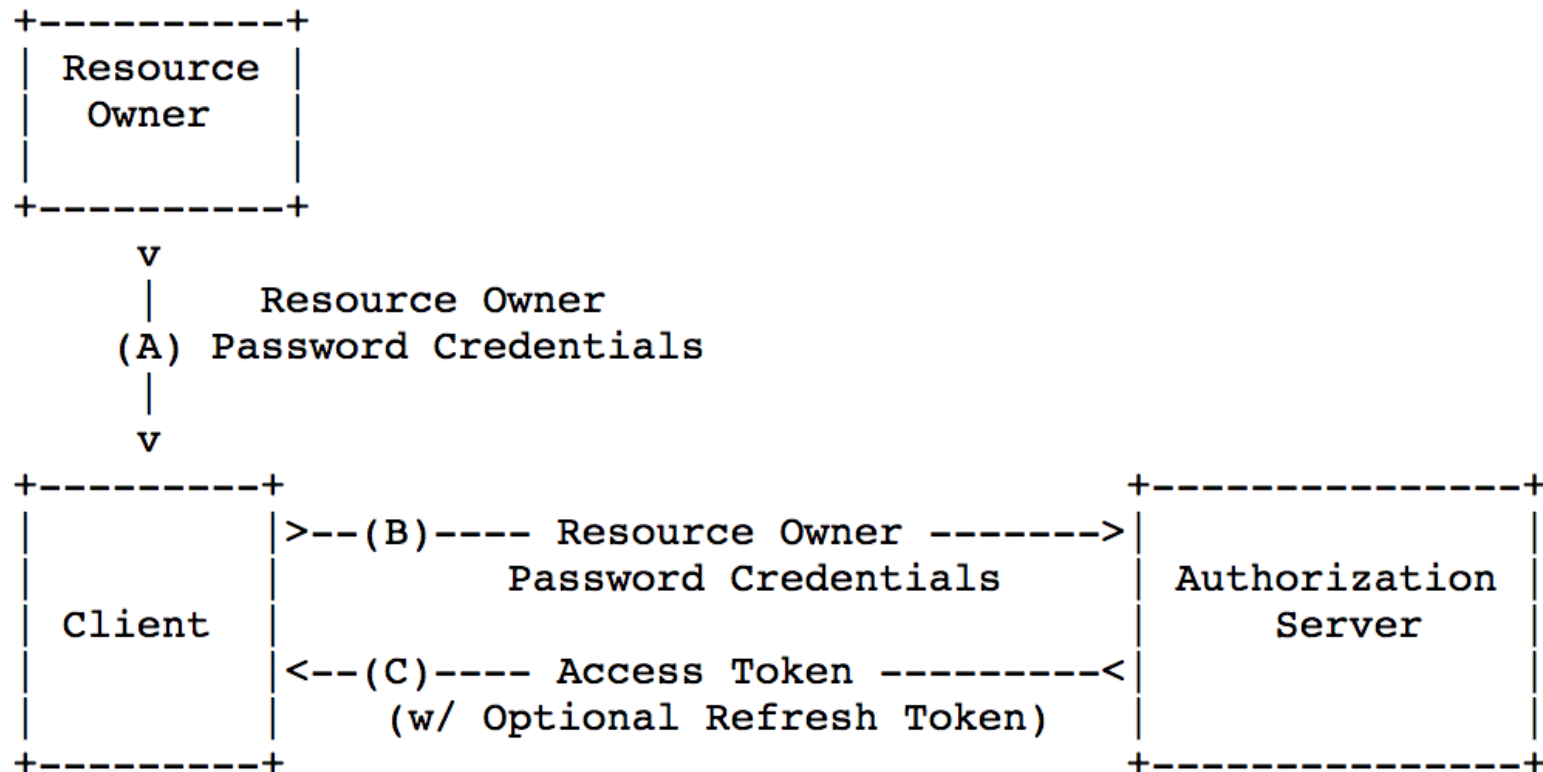 +----------+
| Resource |
|  Owner   |
|          |
+----------+
     v
     |    Resource Owner
    (A) Password Credentials
     |
     v
+---------+                                  +---------------+
|         |>--(B)---- Resource Owner ------->|               |
|         |         Password Credentials     | Authorization |
| Client  |                                  |     Server    |
|         |<--(C)---- Access Token ---------<|               |
|         |    (w/ Optional Refresh Token)   |               |
+---------+                                  +---------------+